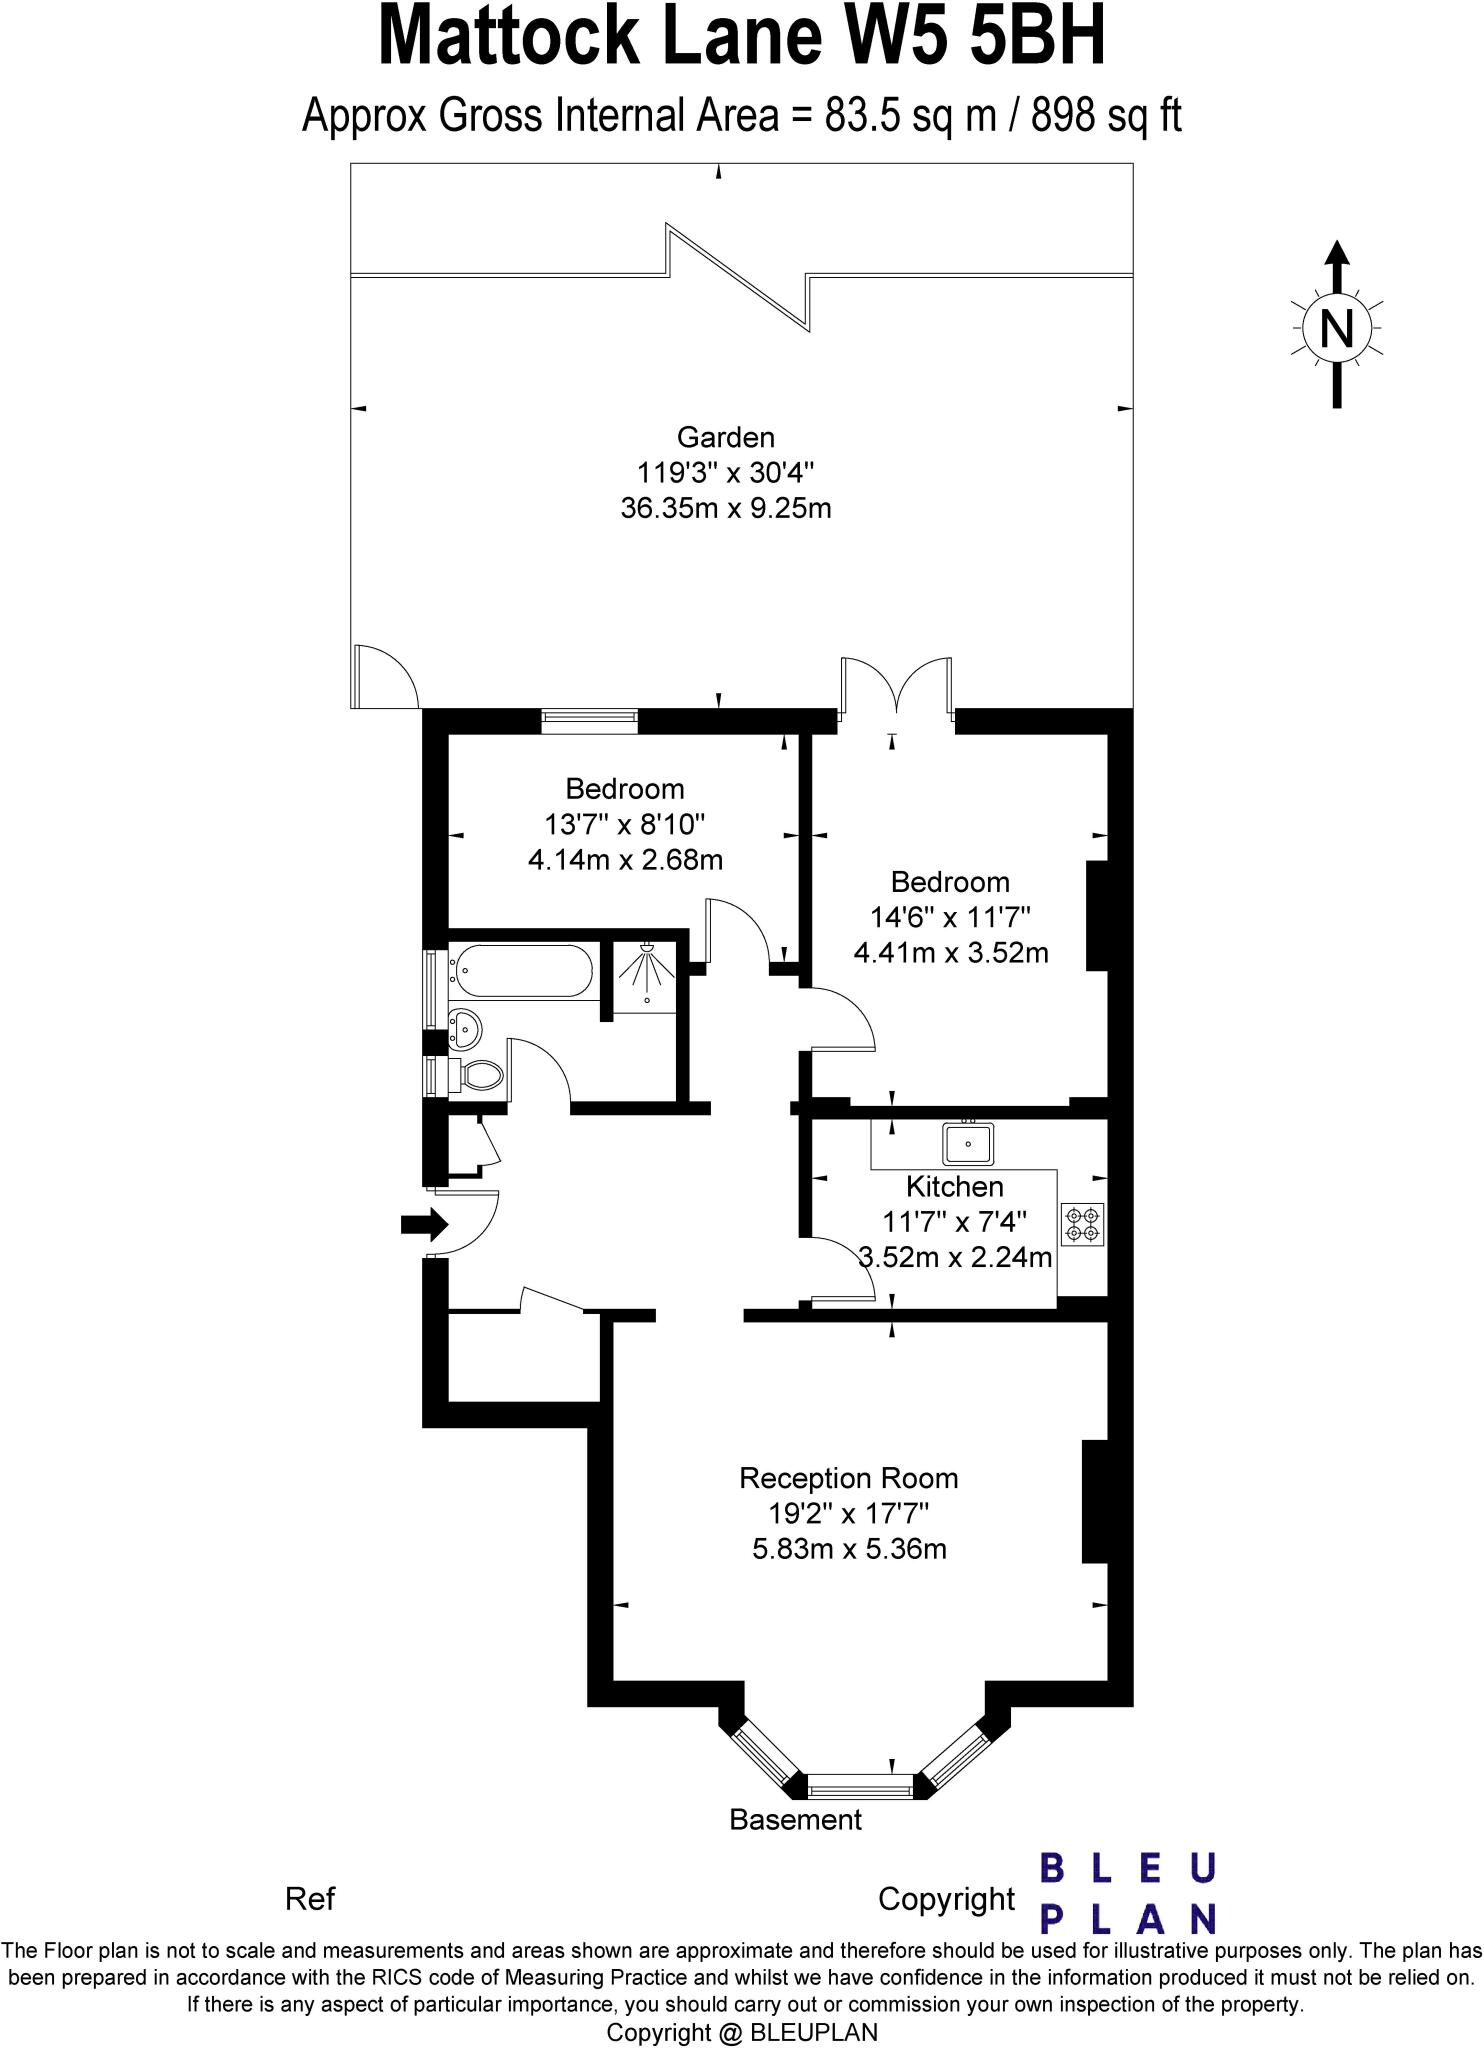 Mattock Lane W5 5BH
Approx Gross Internal Area = 83.5 sq m / 898 sq ft
N
Garden
119'3" x 30'4"
36.35m x 9.25m
Bedroom
13'7" x 8'10"
4.14m x 2.68m
Bedroom
14'6" x 11'7"
4.41m x 3.52m
Kitchen
11'7" x 7'4"
3.52m x 2.24m
Reception Room
19'2" x 17'7"
5.83m x 5.36m
Basement
Ref
Copyright
BLEU
PLAN
The Floor plan is not to scale and measurements and areas shown are approximate and therefore should be used for illustrative purposes only. The plan has
been prepared in accordance with the RICS code of Measuring Practice and whilst we have confidence in the information produced it must not be relied on.
If there is any aspect of particular importance, you should carry out or commission your own inspection of the property.
Copyright @ BLEUPLAN